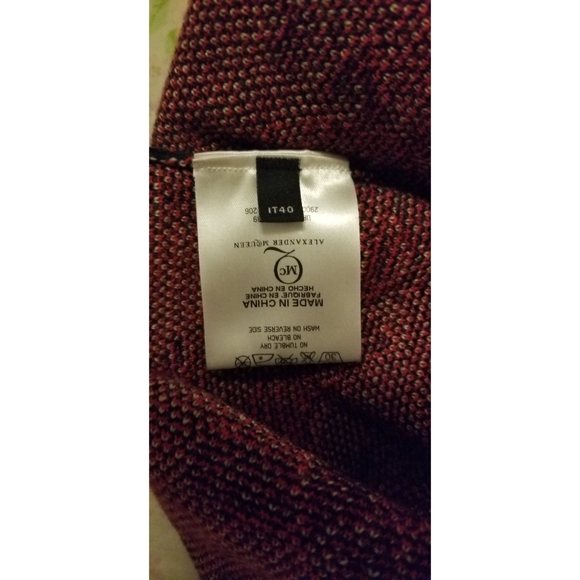 IT40
ALEXANDER MCQUEEN
MCQ
MADE IN CHINA
FABRIQUE' EN CHINE
HECHO EN CHINA
WASH ON REVERSE SIDE
NO BLEACH
NO TUMBLE DRY
30